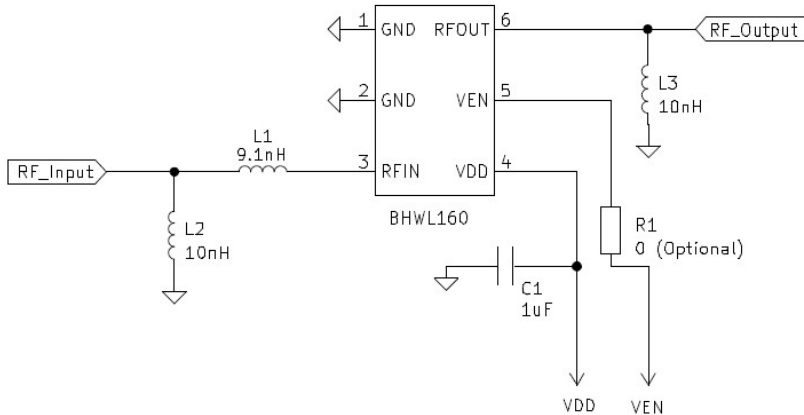 1 GND RFOUT 6 RF_Output
L3
10nH
2 GND VEN 5
L1
9.1nH
RF_Input 3 RFIN VDD 4
BHWL160
L2
10nH
R1
0 (Optional)
C1
1uF
VDD VEN